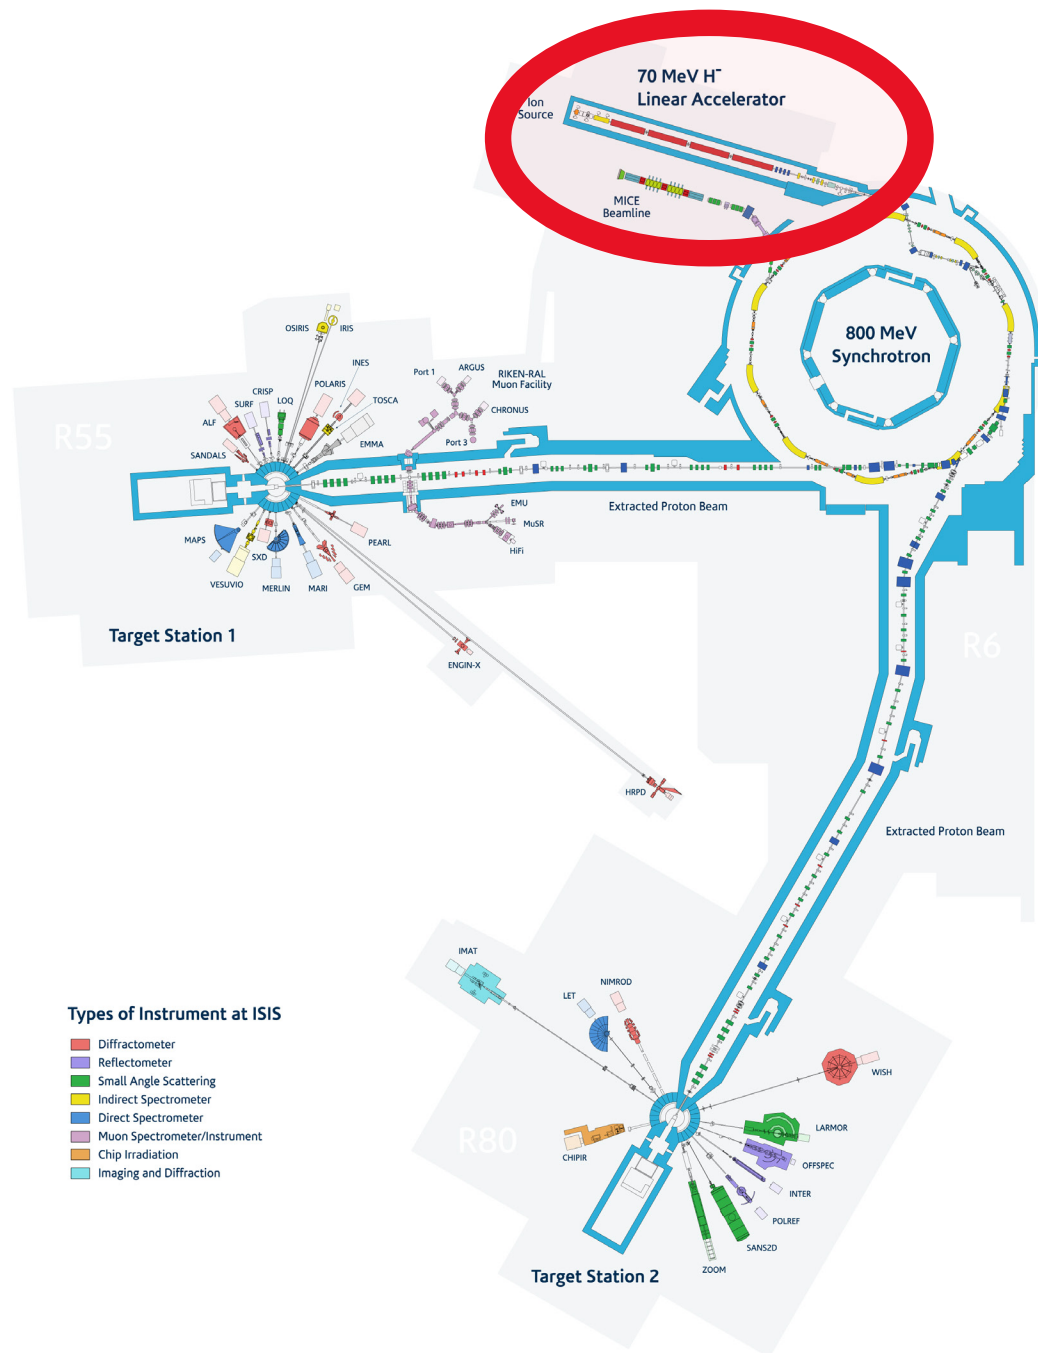 70 MeV H⁻
Linear Accelerator
Ion
Source
MICE
Beamline
800 MeV
Synchrotron
OSIRIS
IRIS
INES
POLARIS
TOSCA
CRISP
LOQ
SURF
ALF
EMMA
SANDALS
Port 1
ARGUS
RIKEN-RAL
Muon Facility
CHRONUS
Port 3
R55
Extracted Proton Beam
EMU
MuSR
HiFi
PEARL
MAPS
SXD
VESUVIO
MERLIN
MARI
GEM
Target Station 1
ENGIN-X
R6
HRPD
Extracted Proton Beam
IMAT
NIMROD
LET
WISH
LARMOR
OFFSPEC
INTER
POLREF
SANS2D
ZOOM
CHIPIR
R80
Target Station 2
Types of Instrument at ISIS
Diffractometer
Reflectometer
Small Angle Scattering
Indirect Spectrometer
Direct Spectrometer
Muon Spectrometer/Instrument
Chip Irradiation
Imaging and Diffraction